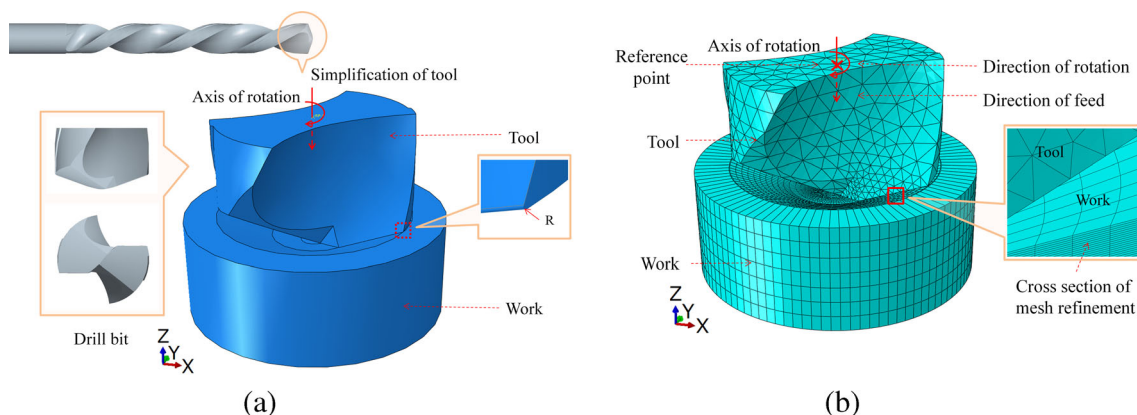 Simplification of tool
Axis of rotation
Tool
R
Work
Drill bit
Z
Y
X
(a)
Reference
point
Axis of rotation
Direction of rotation
Direction of feed
Tool
Tool
Work
Work
Cross section of
mesh refinement
Z
Y
X
(b)